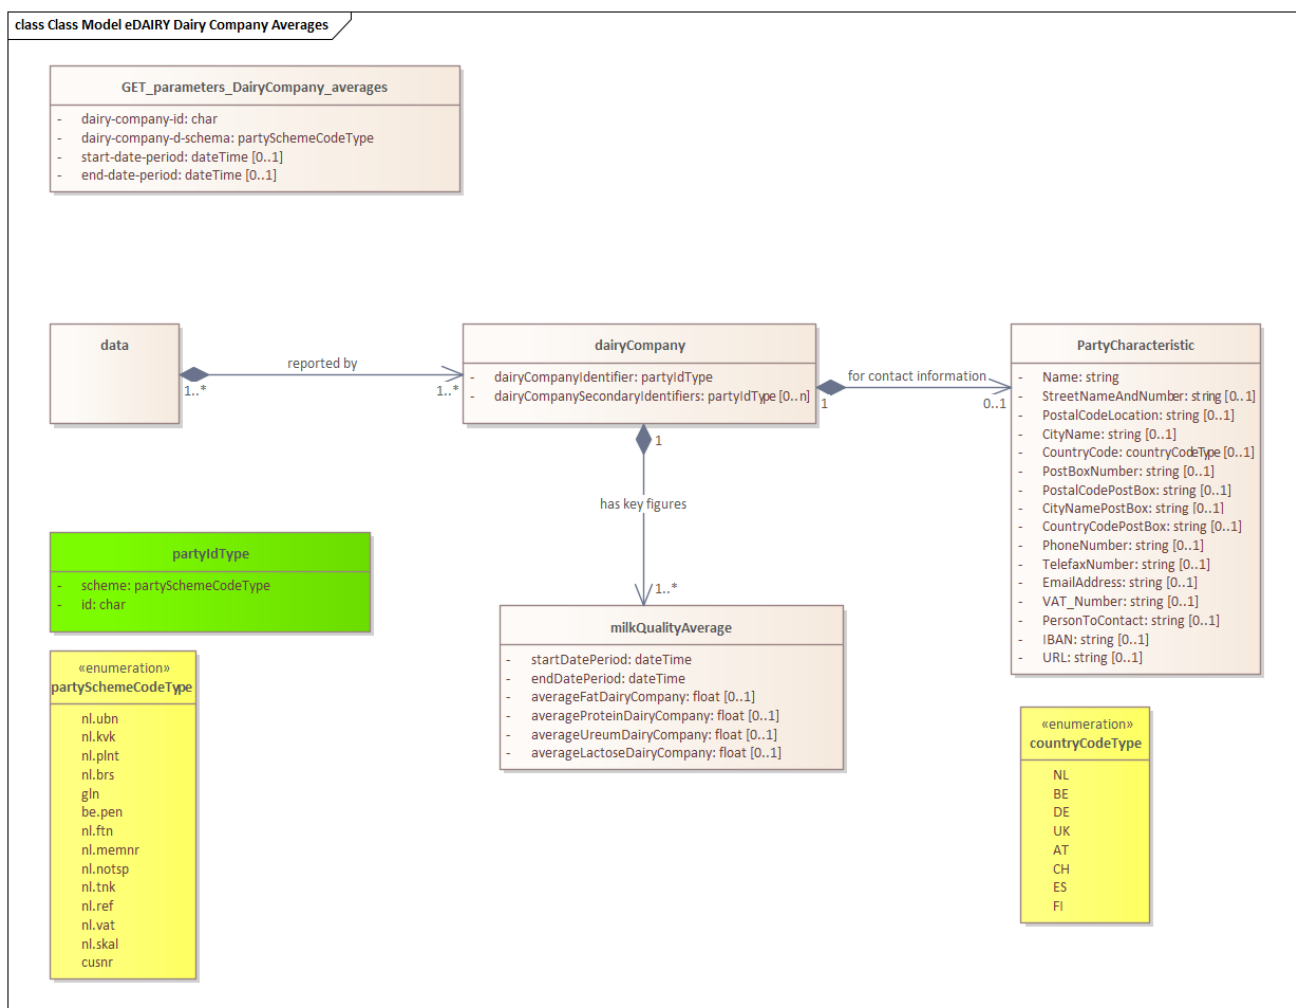 class Class Model eDAIRY Dairy Company Averages
GET_parameters_DairyCompany_averages
- dairy-company-id: char
- dairy-company-d-schema: partySchemeCodeType
- start-date-period: dateTime [0..1]
- end-date-period: dateTime [0..1]
data
1..*
reported by
1..*
dairyCompany
- dairyCompanyIdentifier: partyIdType
- dairyCompanySecondaryIdentifiers: partyIdType [0..n]
1
for contact information
0..1
PartyCharacteristic
- Name: string
- StreetNameAndNumber: string [0..1]
- PostalCodeLocation: string [0..1]
- CityName: string [0..1]
- CountryCode: countryCodeType [0..1]
- PostBoxNumber: string [0..1]
- PostalCodePostBox: string [0..1]
- CityNamePostBox: string [0..1]
- CountryCodePostBox: string [0..1]
- PhoneNumber: string [0..1]
- TelefaxNumber: string [0..1]
- EmailAddress: string [0..1]
- VAT_Number: string [0..1]
- PersonToContact: string [0..1]
- IBAN: string [0..1]
- URL: string [0..1]
1
has key figures
1..*
milkQualityAverage
- startDatePeriod: dateTime
- endDatePeriod: dateTime
- averageFatDairyCompany: float [0..1]
- averageProteinDairyCompany: float [0..1]
- averageUreumDairyCompany: float [0..1]
- averageLactoseDairyCompany: float [0..1]
partyIdType
- scheme: partySchemeCodeType
- id: char
«enumeration»
partySchemeCodeType
nl.ubn
nl.kvk
nl.plnt
nl.brs
gln
be.pen
nl.ftn
nl.memnr
nl.notsp
nl.tnk
nl.ref
nl.vat
nl.skal
cusnr
«enumeration»
countryCodeType
NL
BE
DE
UK
AT
CH
ES
FI